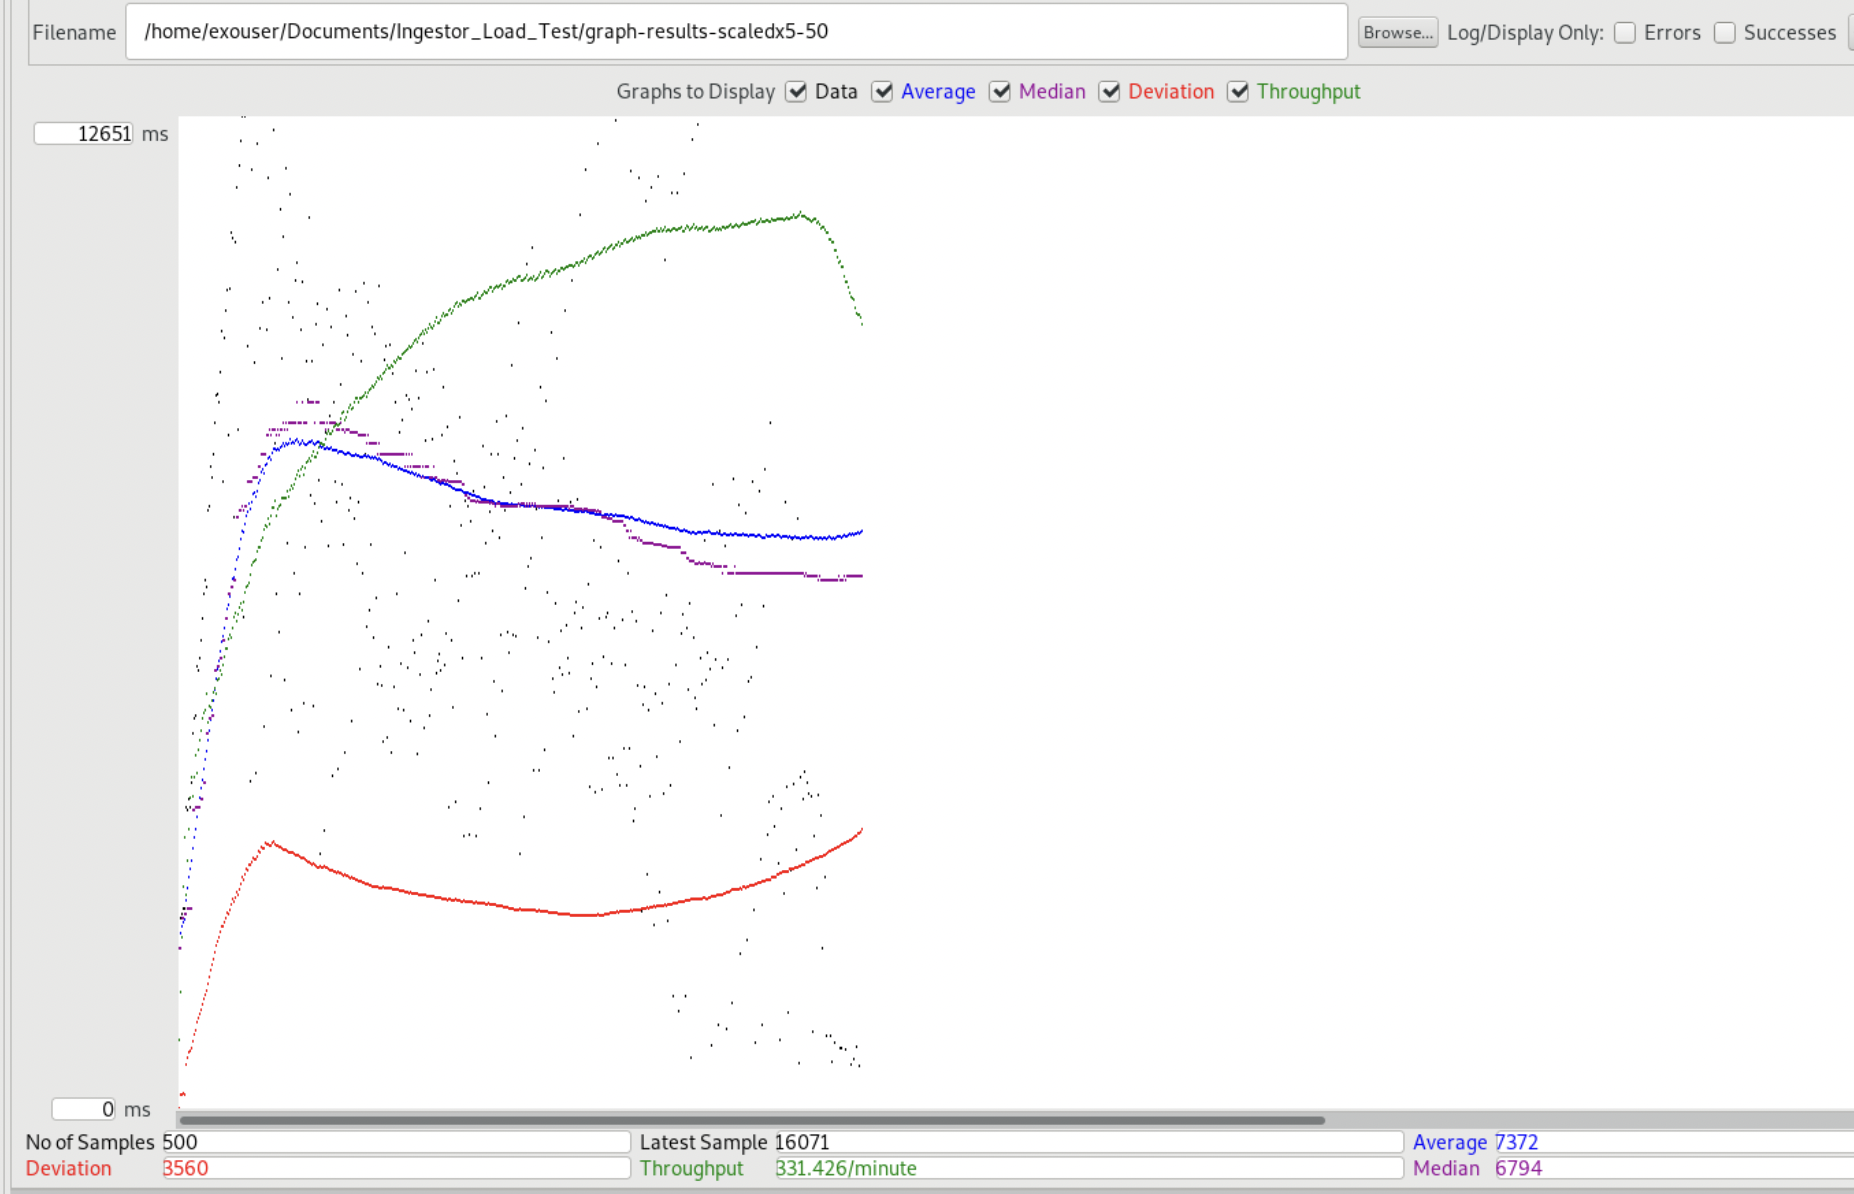 Filename /home/exouser/Documents/Ingestor_Load_Test/graph-results-scaledx5-50 Browse... Log/Display Only: Errors Successes
Graphs to Display Data Average Median Deviation Throughput
12651 ms
0 ms
No of Samples 500 Latest Sample 16071 Average 7372
Deviation 3560 Throughput 331.426/minute Median 6794